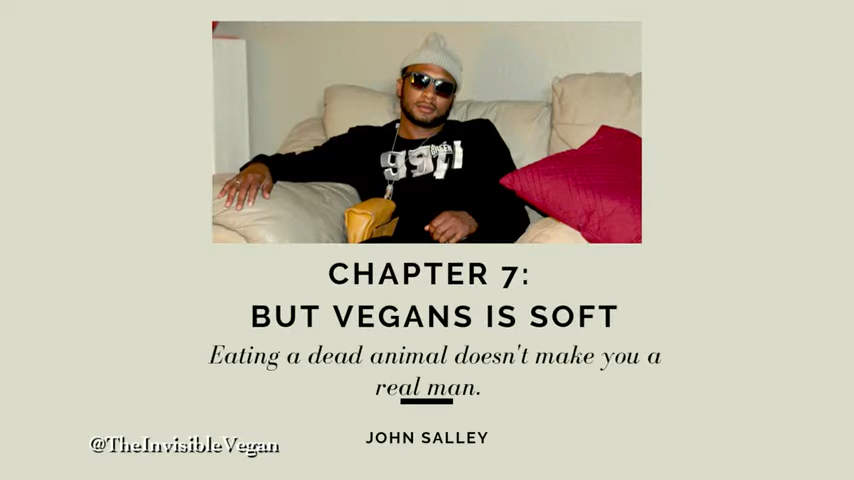 CHAPTER 7:
BUT VEGANS IS SOFT
Eating a dead animal doesn't make you a
real man.
JOHN SALLEY
@TheInvisibleVegan